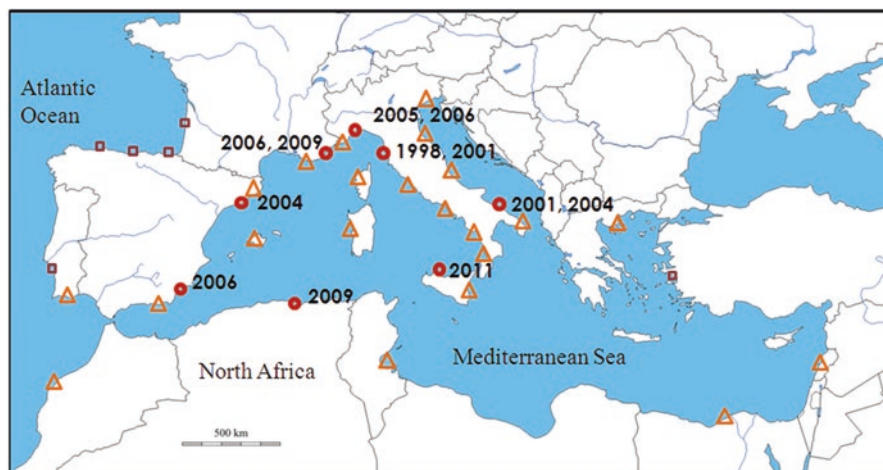 Atlantic
Ocean
2005, 2006
2006, 2009
1998, 2001
2004
2001, 2004
2006
2011
2009
Mediterranean Sea
North Africa
500 km